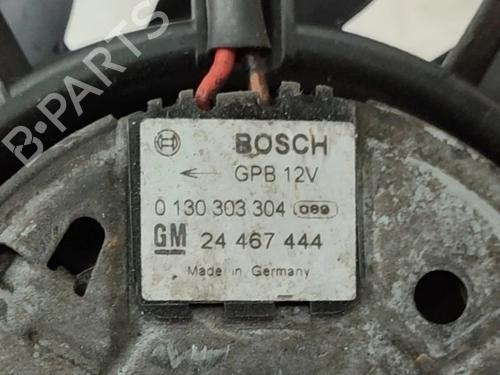 BOSCH
← GPB 12V
0 130 303 304 089
GM 24 467 444
Made in Germany
B-PARTS